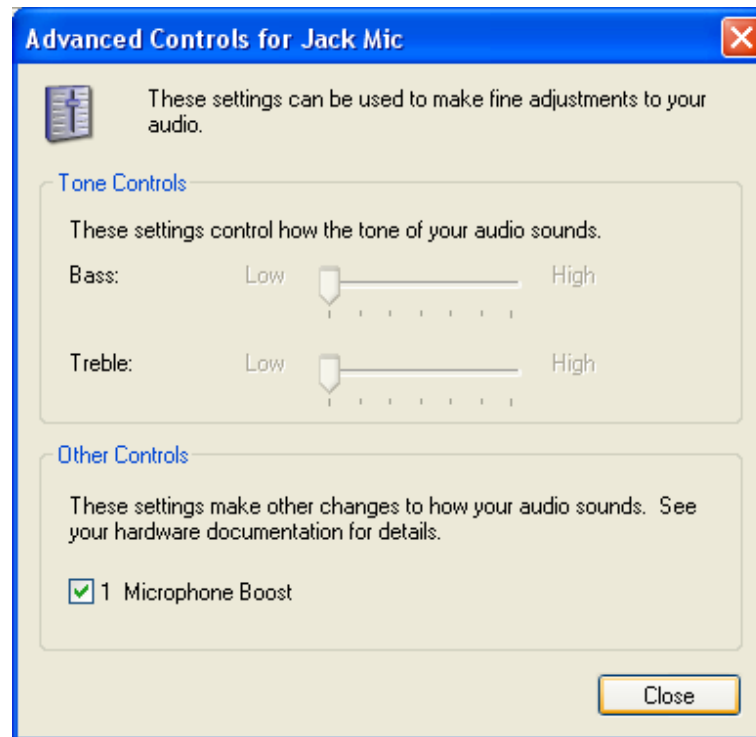 Advanced Controls for Jack Mic
These settings can be used to make fine adjustments to your
audio.
Tone Controls
These settings control how the tone of your audio sounds.
Bass: Low High
Treble: Low High
Other Controls
These settings make other changes to how your audio sounds. See
your hardware documentation for details.
1 Microphone Boost
Close